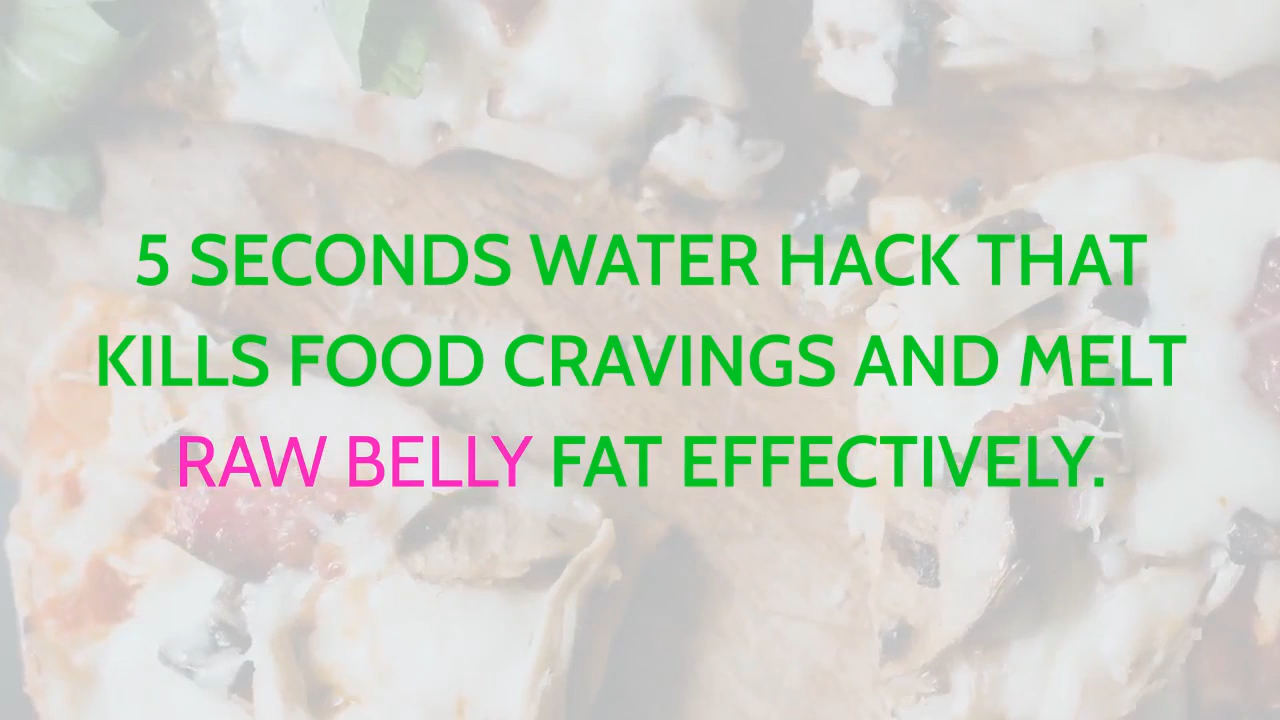 5 SECONDS WATER HACK THAT
KILLS FOOD CRAVINGS AND MELT
RAW BELLY FAT EFFECTIVELY.